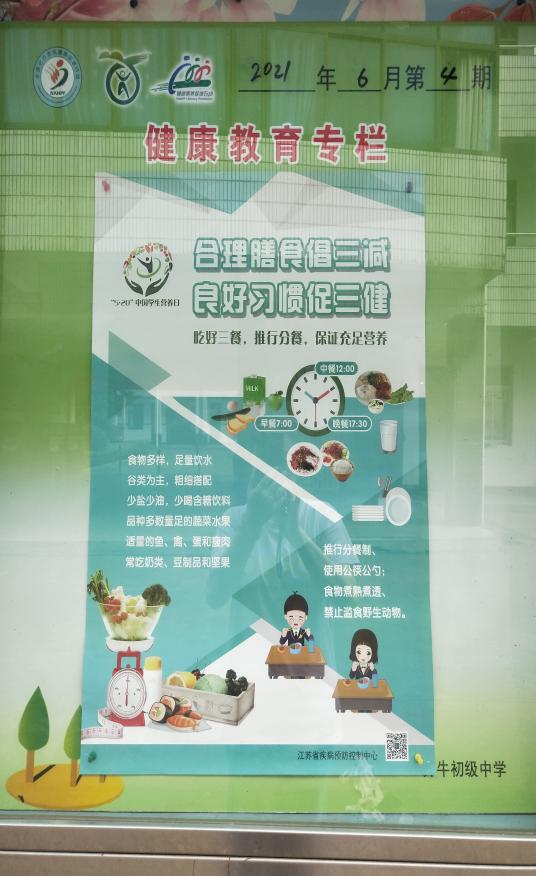 2021年6月第4期
健康教育专栏
合理膳食倡三减
良好习惯促三健
"5·20"中国学生营养日
吃好三餐，推行分餐，保证充足营养
中餐12:00
MILK
早餐7:00
晚餐17:30
食物多样，足量饮水
谷类为主，粗细搭配
少盐少油，少喝含糖饮料
品种多数量足的蔬菜水果
适量的鱼、禽、蛋和瘦肉
常吃奶类、豆制品和坚果
推行分餐制、
使用公筷公勺；
食物煮熟煮透、
禁止滥食野生动物。
江苏省疾病预防控制中心
牛初级中学